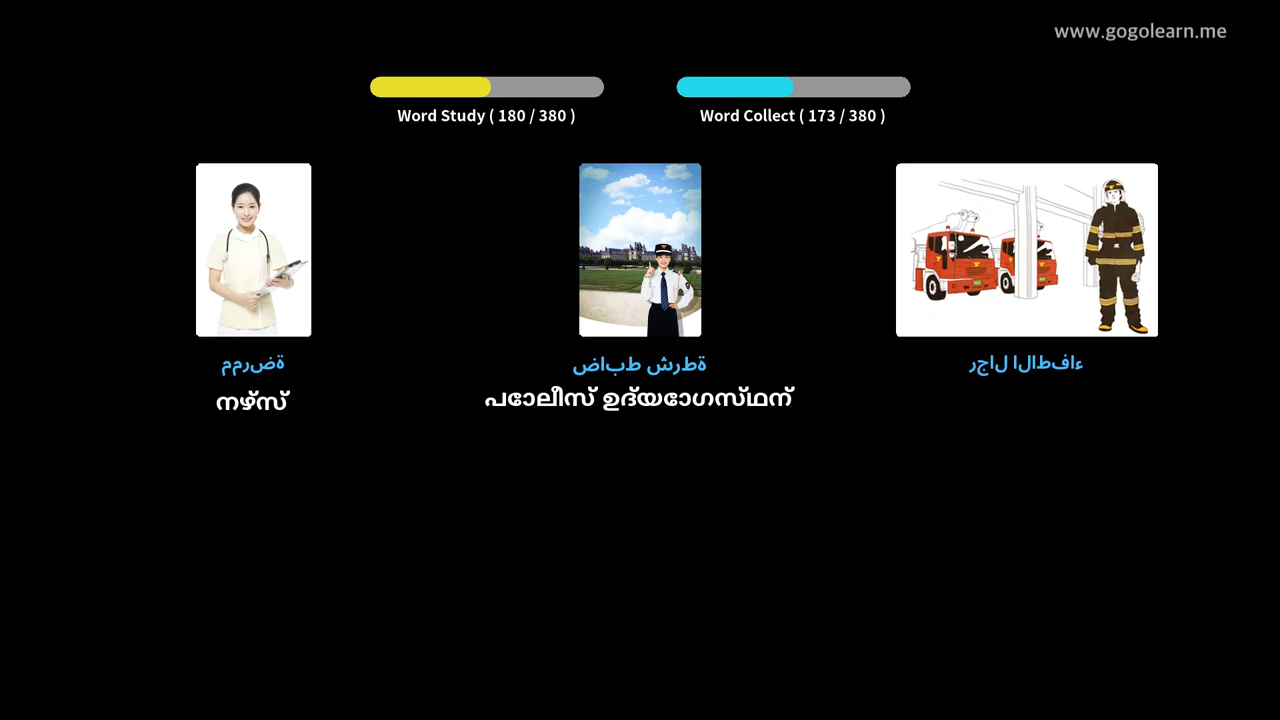 www.gogolearn.me
Word Study ( 180 / 380 )
Word Collect ( 173 / 380 )
ممرضة
നഴ്സ്
ضابط شرطة
പോലീസ് ഉദ്യോഗസ്ഥന്
رجال الاطفاء